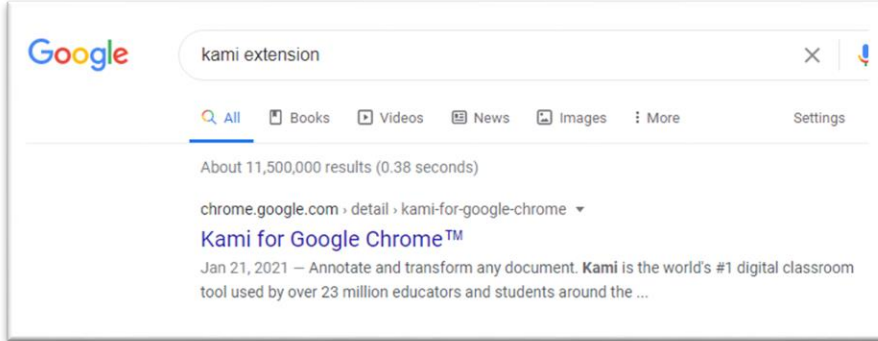 Google
kami extension
All Books Videos News Images More Settings
About 11,500,000 results (0.38 seconds)
chrome.google.com › detail › kami-for-google-chrome
Kami for Google Chrome™
Jan 21, 2021 — Annotate and transform any document. Kami is the world's #1 digital classroom
tool used by over 23 million educators and students around the ...